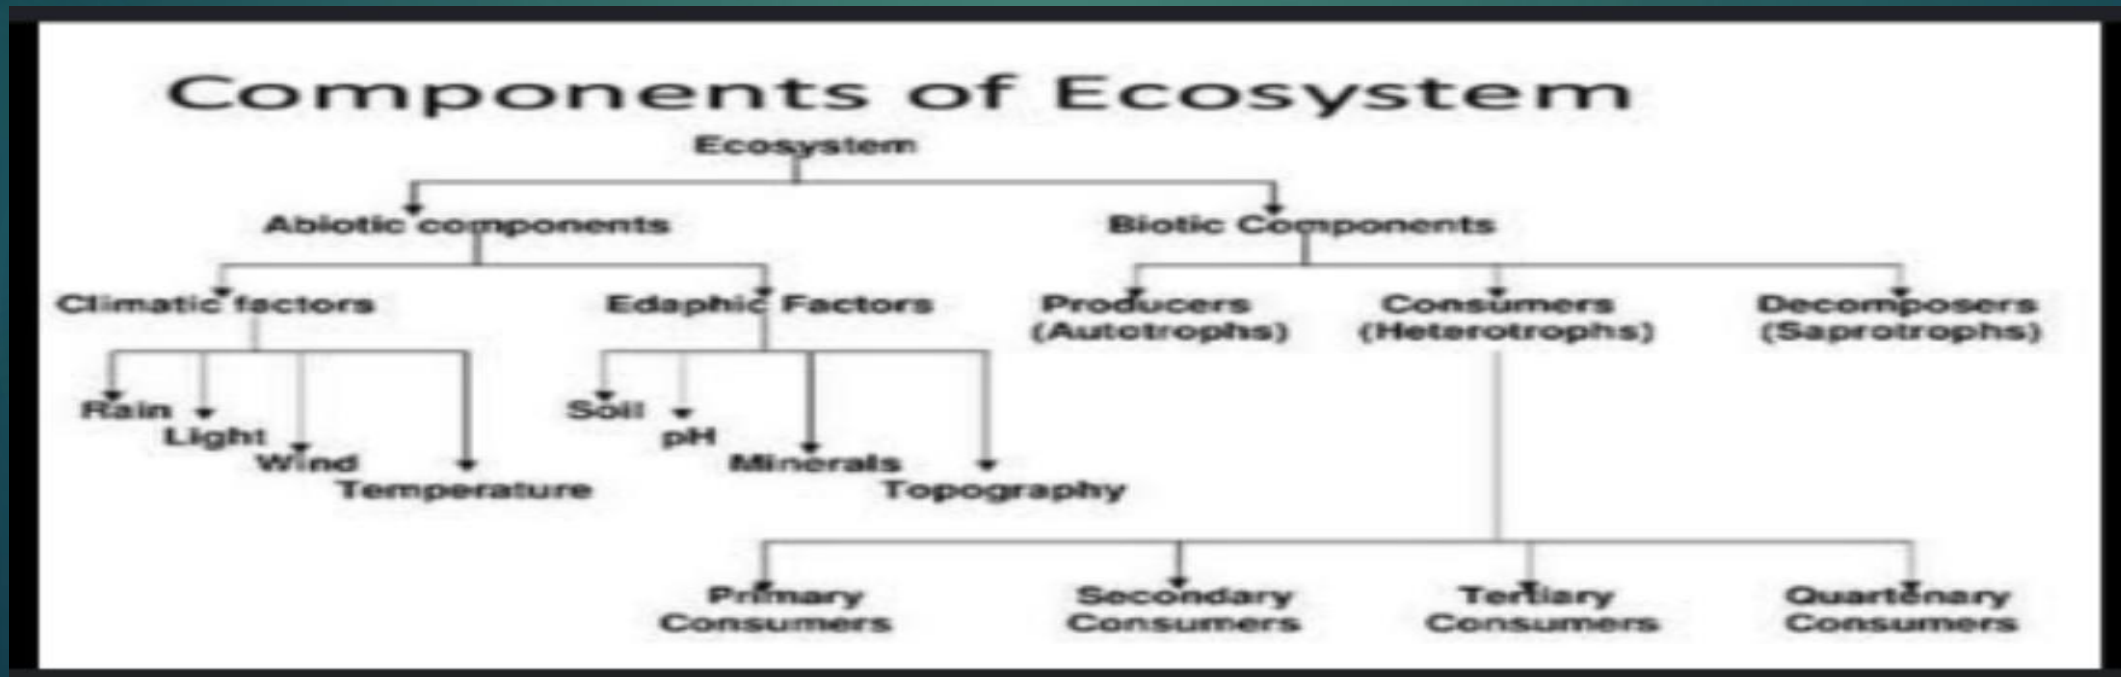 Components of Ecosystem
Ecosystem
Abiotic components
Biotic Components
Climatic factors
Edaphic Factors
Producers
(Autotrophs)
Consumers
(Heterotrophs)
Decomposers
(Saprotrophs)
Rain
Light
Wind
Temperature
Soil
pH
Minerals
Topography
Primary
Consumers
Secondary
Consumers
Tertiary
Consumers
Quartenary
Consumers